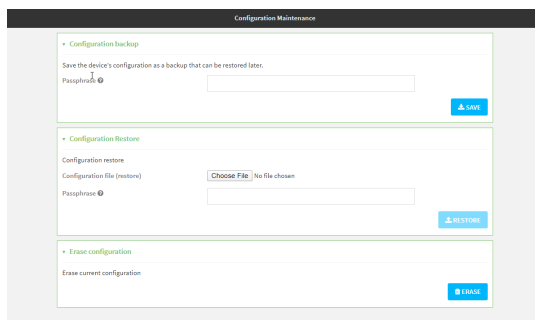 Configuration Maintenance
Configuration backup
Save the device's configuration as a backup that can be restored later.
Passphrase
SAVE
Configuration Restore
Configuration restore
Configuration file (restore) Choose File No file chosen
Passphrase
RESTORE
Erase configuration
Erase current configuration
ERASE